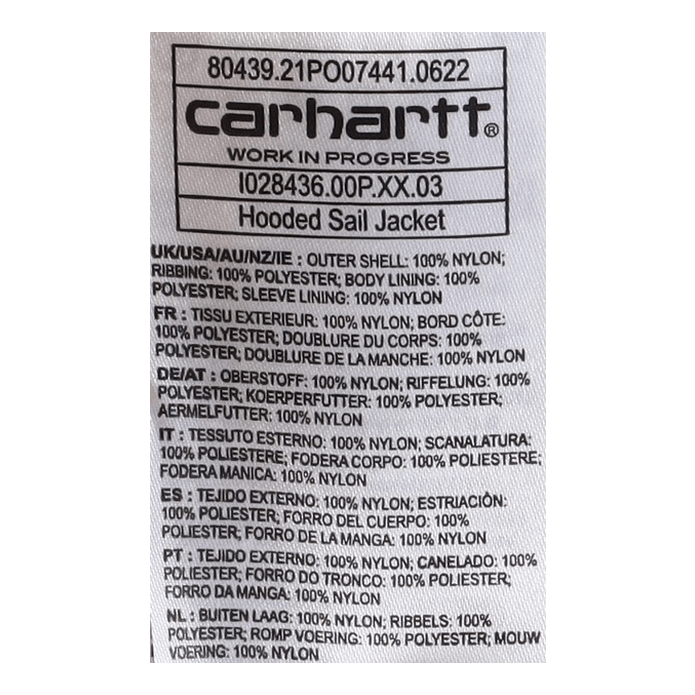 80439.21PO07441.0622
carhartt®
WORK IN PROGRESS
I028436.00P.XX.03
Hooded Sail Jacket
UK/USA/AU/NZ/IE : OUTER SHELL: 100% NYLON;
RIBBING: 100% POLYESTER; BODY LINING: 100%
POLYESTER; SLEEVE LINING: 100% NYLON
FR : TISSU EXTERIEUR: 100% NYLON; BORD CÔTE:
100% POLYESTER; DOUBLURE DU CORPS: 100%
POLYESTER; DOUBLURE DE LA MANCHE: 100% NYLON
DE/AT : OBERSTOFF: 100% NYLON; RIFFELUNG: 100%
POLYESTER; KOERPERFUTTER: 100% POLYESTER;
AERMELFUTTER: 100% NYLON
IT : TESSUTO ESTERNO: 100% NYLON; SCANALATURA:
100% POLIESTERE; FODERA CORPO: 100% POLIESTERE;
FODERA MANICA: 100% NYLON
ES : TEJIDO EXTERNO: 100% NYLON; ESTRIACIÓN:
100% POLIESTER; FORRO DEL CUERPO: 100%
POLIESTER; FORRO DE LA MANGA: 100% NYLON
PT : TEJIDO EXTERNO: 100% NYLON; CANELADO: 100%
POLIESTER; FORRO DO TRONCO: 100% POLIESTER;
FORRO DA MANGA: 100% NYLON
NL : BUITEN LAAG: 100% NYLON; RIBBELS: 100%
POLYESTER; ROMP VOERING: 100% POLYESTER; MOUW
VOERING: 100% NYLON